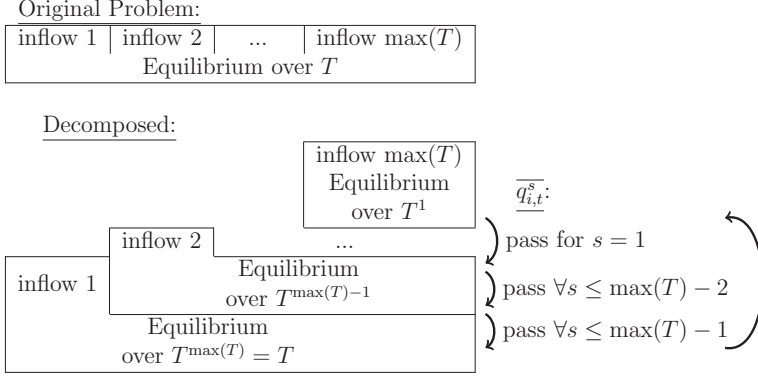 Original Problem:
inflow 1 inflow 2 ... inflow max(T)
Equilibrium over T
Decomposed:
inflow max(T)
Equilibrium
over T^1
\overline{q^s_{i,t}}:
inflow 2 ... pass for s = 1
inflow 1
Equilibrium
over T^{max(T)−1}
pass ∀s ≤ max(T) − 2
Equilibrium
over T^{max(T)} = T
pass ∀s ≤ max(T) − 1